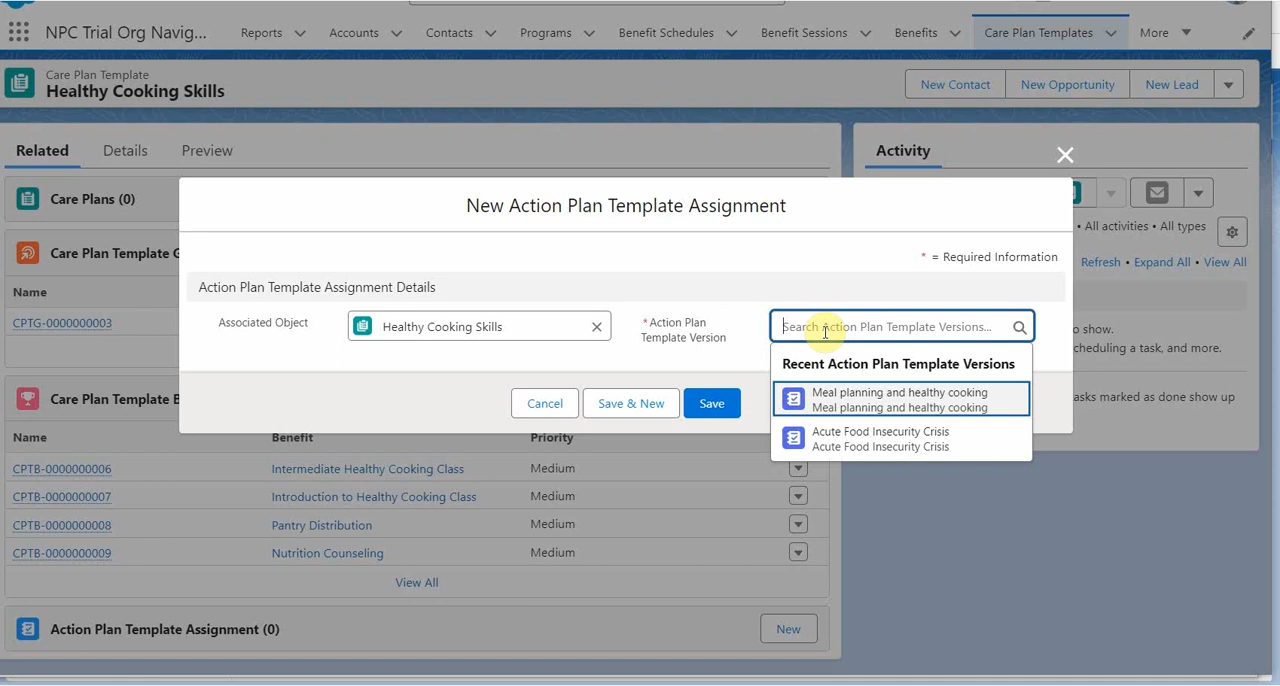 NPC Trial Org Navig...
Reports
Accounts
Contacts
Programs
Benefit Schedules
Benefit Sessions
Benefits
Care Plan Templates
More
Care Plan Template
Healthy Cooking Skills
New Contact
New Opportunity
New Lead
Related
Details
Preview
Activity
Care Plans (0)
• All activities • All types
Care Plan Template G
Refresh • Expand All • View All
Name
CPTG-0000000003
o show.
cheduling a task, and more.
asks marked as done show up
New Action Plan Template Assignment
* = Required Information
Action Plan Template Assignment Details
Associated Object
Healthy Cooking Skills
* Action Plan
Template Version
Search Action Plan Template Versions...
Recent Action Plan Template Versions
Meal planning and healthy cooking
Meal planning and healthy cooking
Acute Food Insecurity Crisis
Acute Food Insecurity Crisis
Cancel
Save & New
Save
Care Plan Template B
Name
Benefit
Priority
CPTB-0000000006
Intermediate Healthy Cooking Class
Medium
CPTB-0000000007
Introduction to Healthy Cooking Class
Medium
CPTB-0000000008
Pantry Distribution
Medium
CPTB-0000000009
Nutrition Counseling
Medium
View All
Action Plan Template Assignment (0)
New